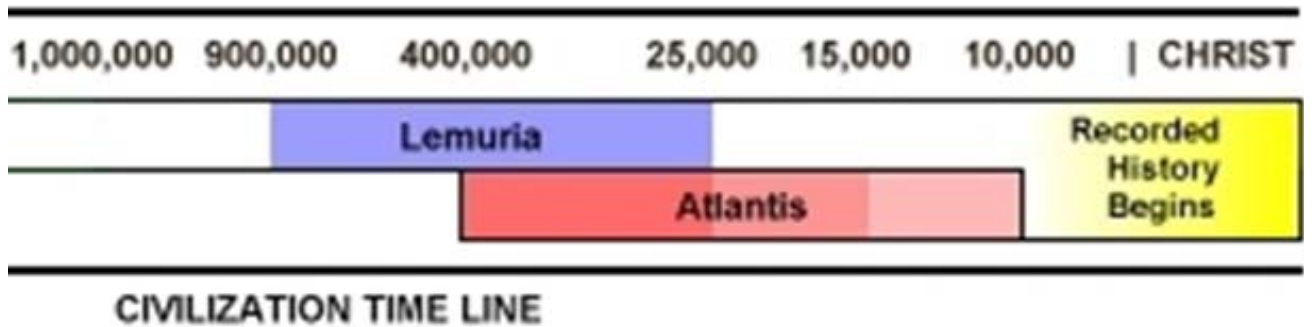 1,000,000 900,000 400,000 25,000 15,000 10,000 | CHRIST
Lemuria
Atlantis
Recorded
History
Begins
CIVILIZATION TIME LINE